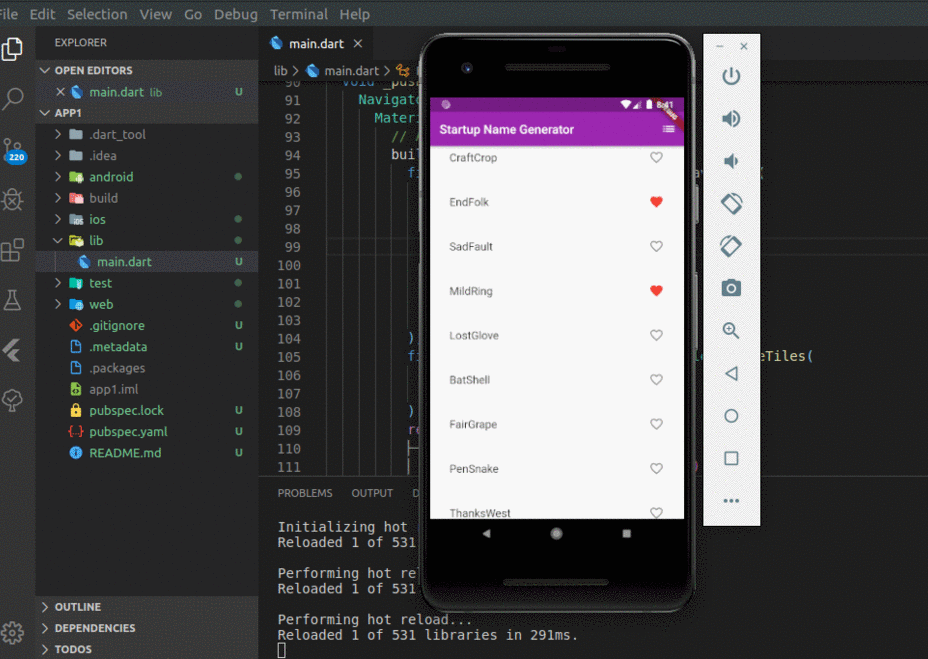 File Edit Selection View Go Debug Terminal Help
EXPLORER
OPEN EDITORS
main.dart lib U
APP1
.dart_tool
.idea
android
build
ios
lib
main.dart U
test
web
.gitignore U
.metadata U
.packages
app1.iml
pubspec.lock U
pubspec.yaml U
README.md U
OUTLINE
DEPENDENCIES
TODOS
220
main.dart
lib > main.dart >
90 void
91 Navigato
92 Mater
93 //
94 buil
95
96
97
98
99
100
101
102
103
104 )
105 eTiles(
106
107
108 )
109 re
110
111
PROBLEMS OUTPUT D
Initializing hot
Reloaded 1 of 531
Performing hot rel
Reloaded 1 of 531
Performing hot reload...
Reloaded 1 of 531 libraries in 291ms.
8:41
Startup Name Generator
CraftCrop
EndFolk
SadFault
MildRing
LostGlove
BatShell
FairGrape
PenSnake
ThanksWest